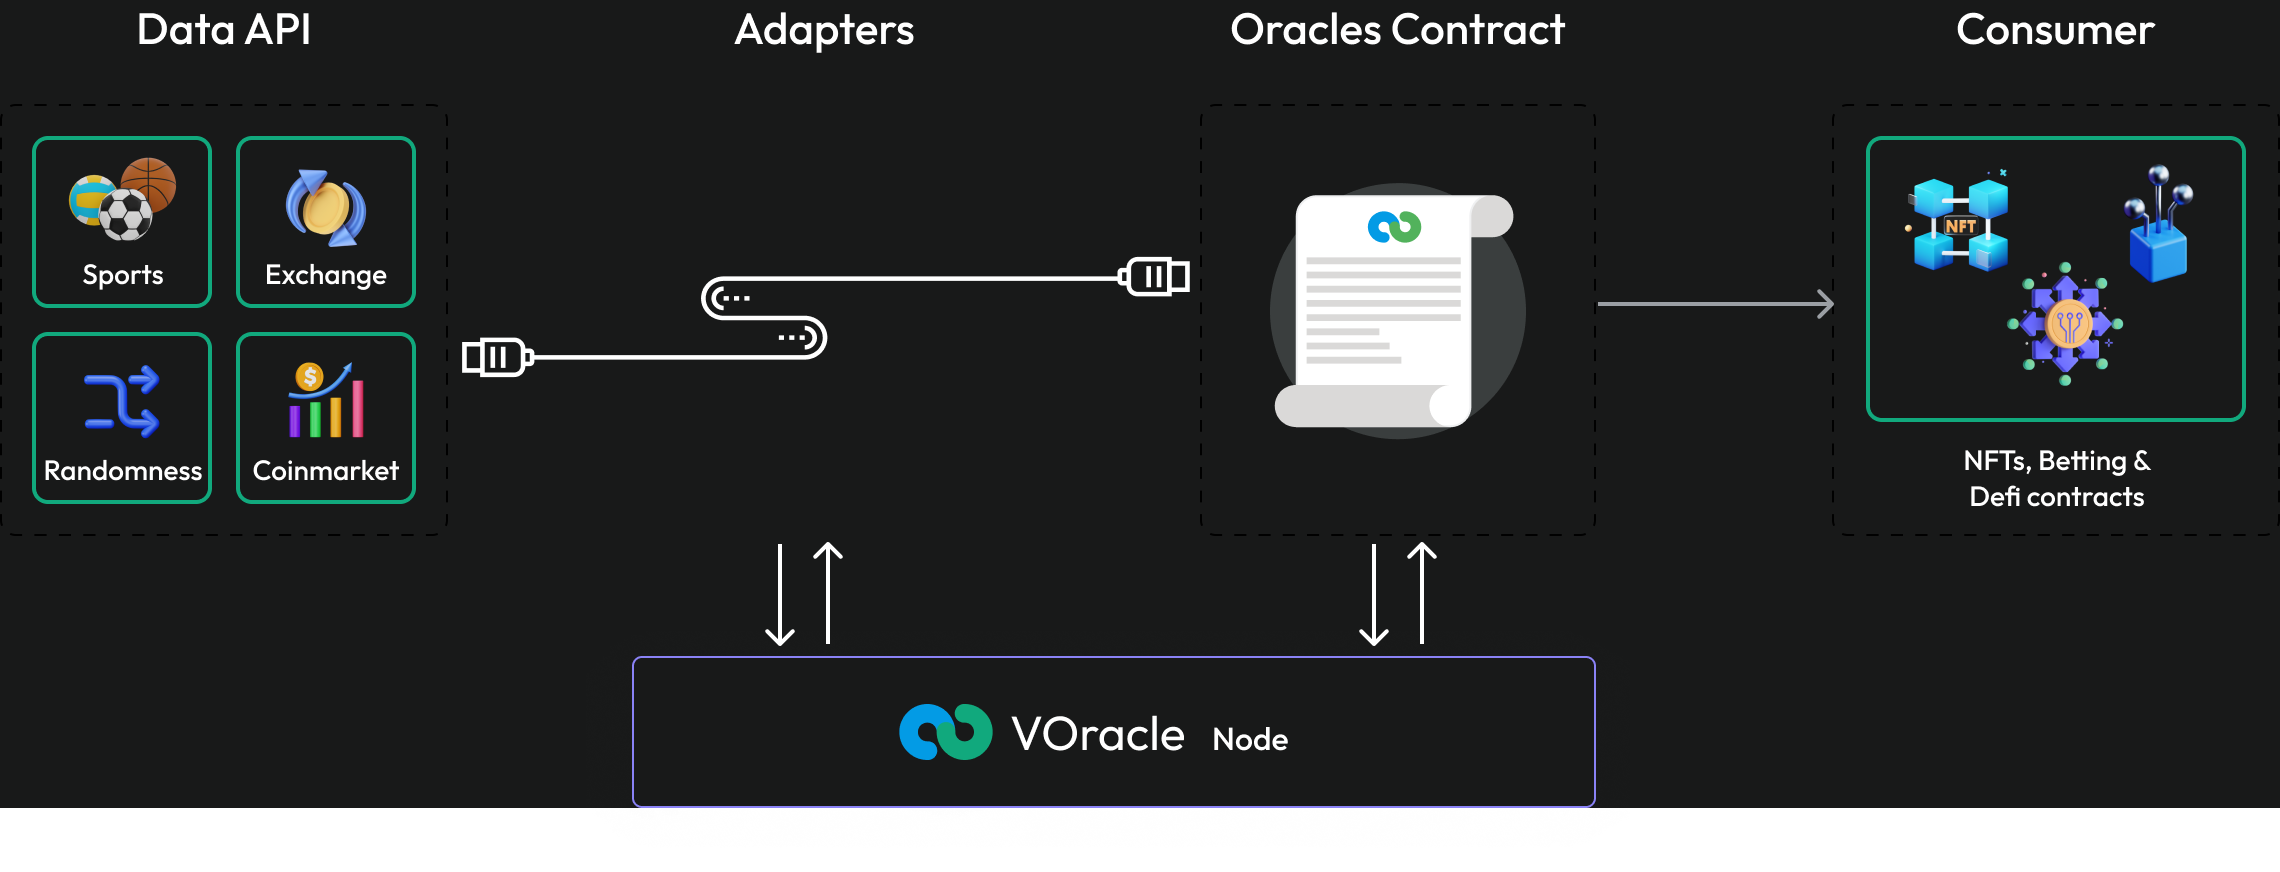 Data API
Adapters
Oracles Contract
Consumer
Sports
Exchange
Randomness
Coinmarket
NFT
NFTs, Betting &
Defi contracts
VOracle Node